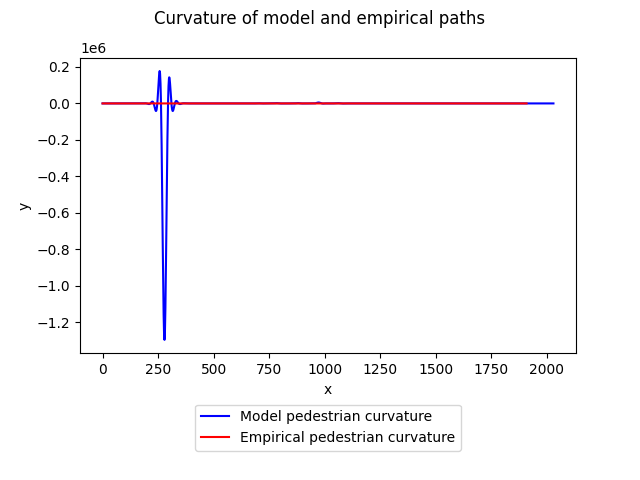 Curvature of model and empirical paths
1e6
0.2
0.0
−0.2
−0.4
−0.6
−0.8
−1.0
−1.2
y
0 250 500 750 1000 1250 1500 1750 2000
x
Model pedestrian curvature
Empirical pedestrian curvature